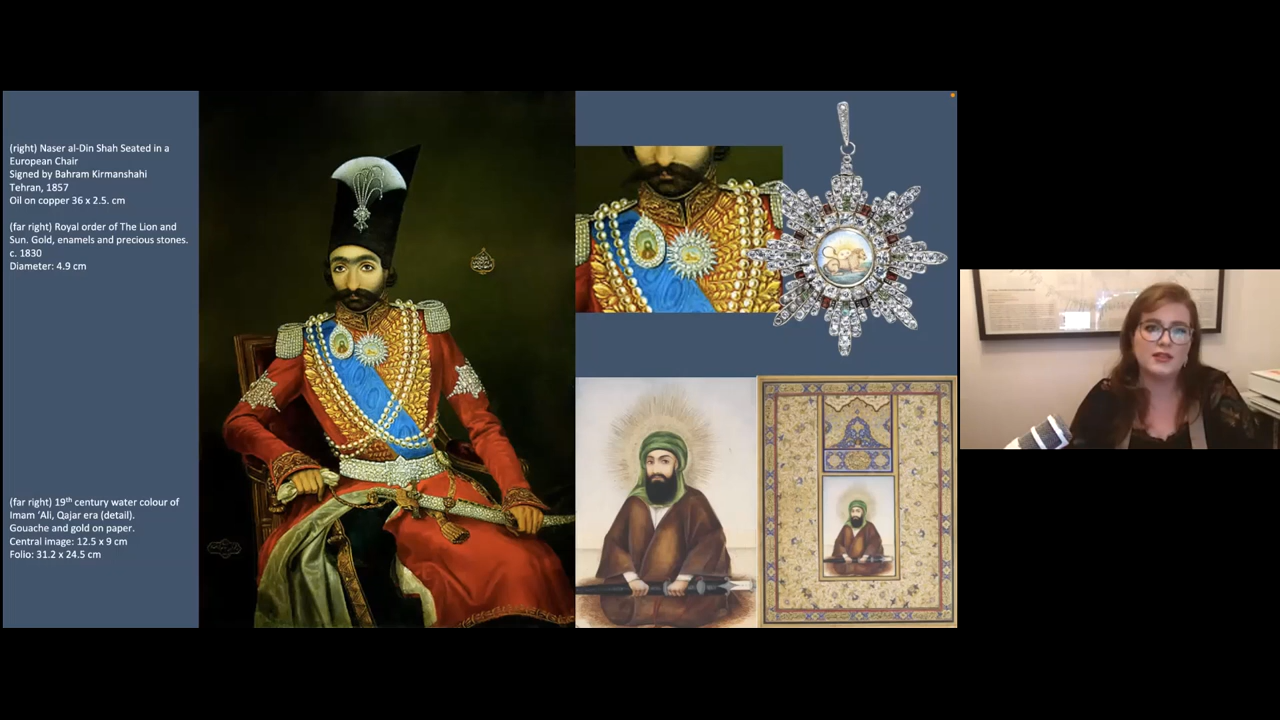 (right) Naser al-Din Shah Seated in a
European Chair
Signed by Bahram Kirmanshahi
Tehran, 1857
Oil on copper 36 x 2.5. cm
(far right) Royal order of The Lion and
Sun. Gold, enamels and precious stones.
c. 1830
Diameter: 4.9 cm
(far right) 19th century water colour of
Imam ‘Ali, Qajar era (detail).
Gouache and gold on paper.
Central image: 12.5 x 9 cm
Folio: 31.2 x 24.5 cm